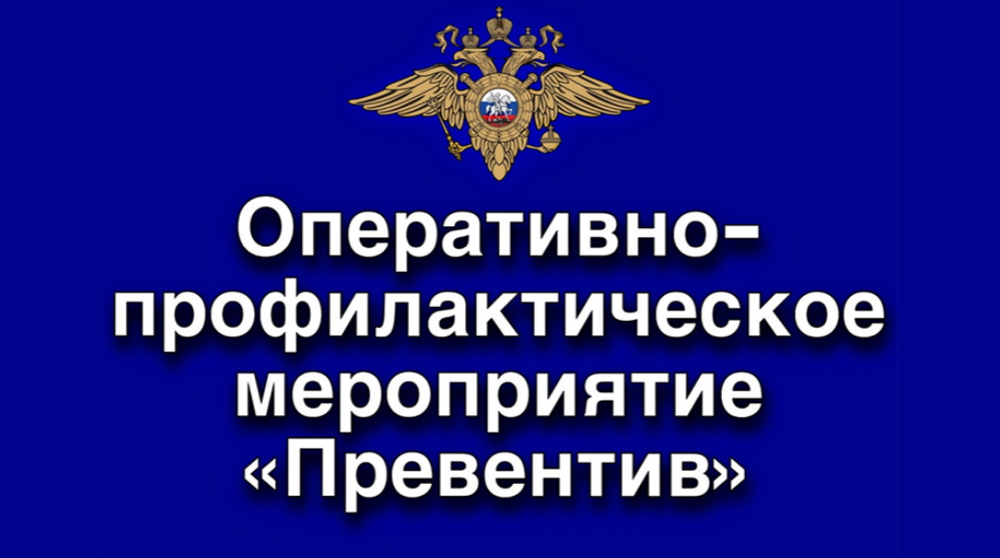 Оперативно-
профилактическое
мероприятие
«Превентив»